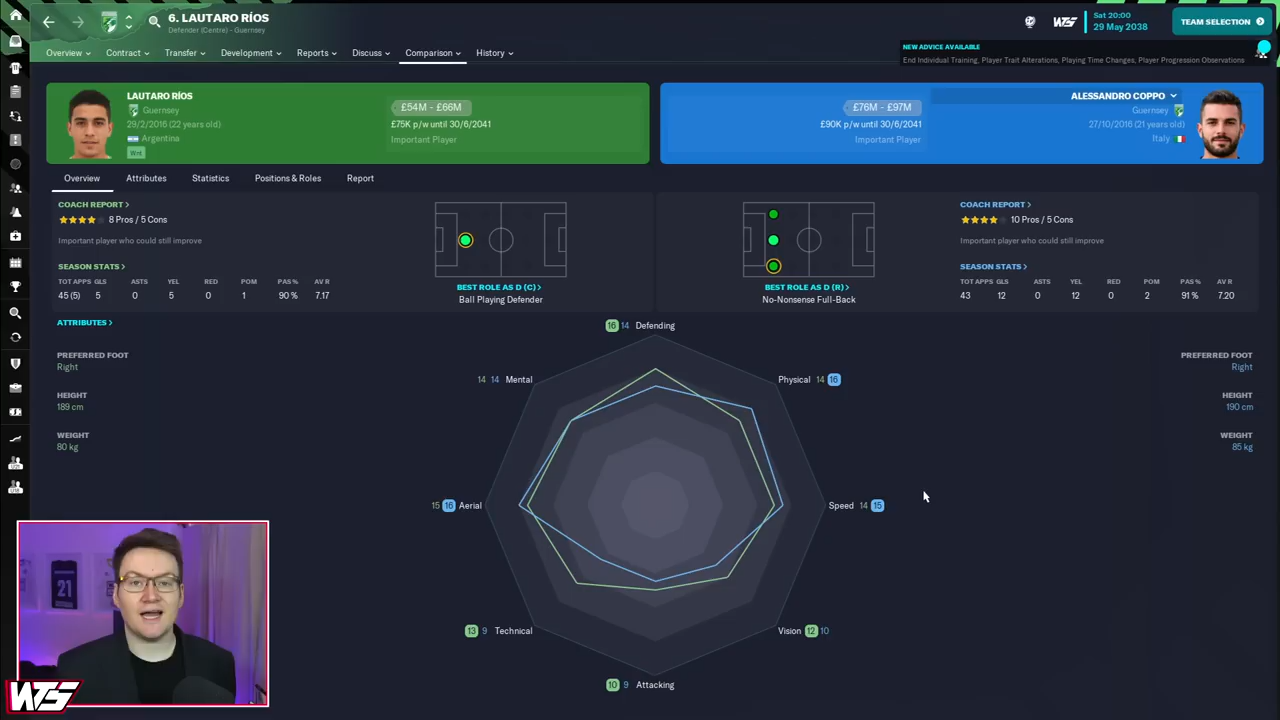 6. LAUTARO RÍOS
Defender (Centre) - Guernsey
WTS
Sat 20:00
29 May 2038
TEAM SELECTION
Overview Contract Transfer Development Reports Discuss Comparison History
NEW ADVICE AVAILABLE
End Individual Training, Player Trait Alterations, Playing Time Changes, Player Progression Observations
LAUTARO RÍOS
Guernsey
29/2/2016 (22 years old)
Argentina
Wnt
£54M - £66M
£75K p/w until 30/6/2041
Important Player
£76M - £97M
£90K p/w until 30/6/2041
Important Player
ALESSANDRO COPPO
Guernsey
27/10/2016 (21 years old)
Italy
Overview Attributes Statistics Positions & Roles Report
COACH REPORT >
8 Pros / 5 Cons
Important player who could still improve
SEASON STATS >
TOT APPS GLS ASTS YEL RED POM PAS % AV R
45 (5) 5 0 5 0 1 90 % 7.17
BEST ROLE AS D (C) >
Ball Playing Defender
BEST ROLE AS D (R) >
No-Nonsense Full-Back
COACH REPORT >
10 Pros / 5 Cons
Important player who could still improve
SEASON STATS >
TOT APPS GLS ASTS YEL RED POM PAS % AV R
43 12 0 12 0 2 91 % 7.20
ATTRIBUTES >
PREFERRED FOOT
Right
HEIGHT
189 cm
WEIGHT
80 kg
16 14 Defending
14 14 Mental
Physical 14 16
15 16 Aerial
Speed 14 15
13 9 Technical
Vision 12 10
10 9 Attacking
PREFERRED FOOT
Right
HEIGHT
190 cm
WEIGHT
85 kg
21
WTS